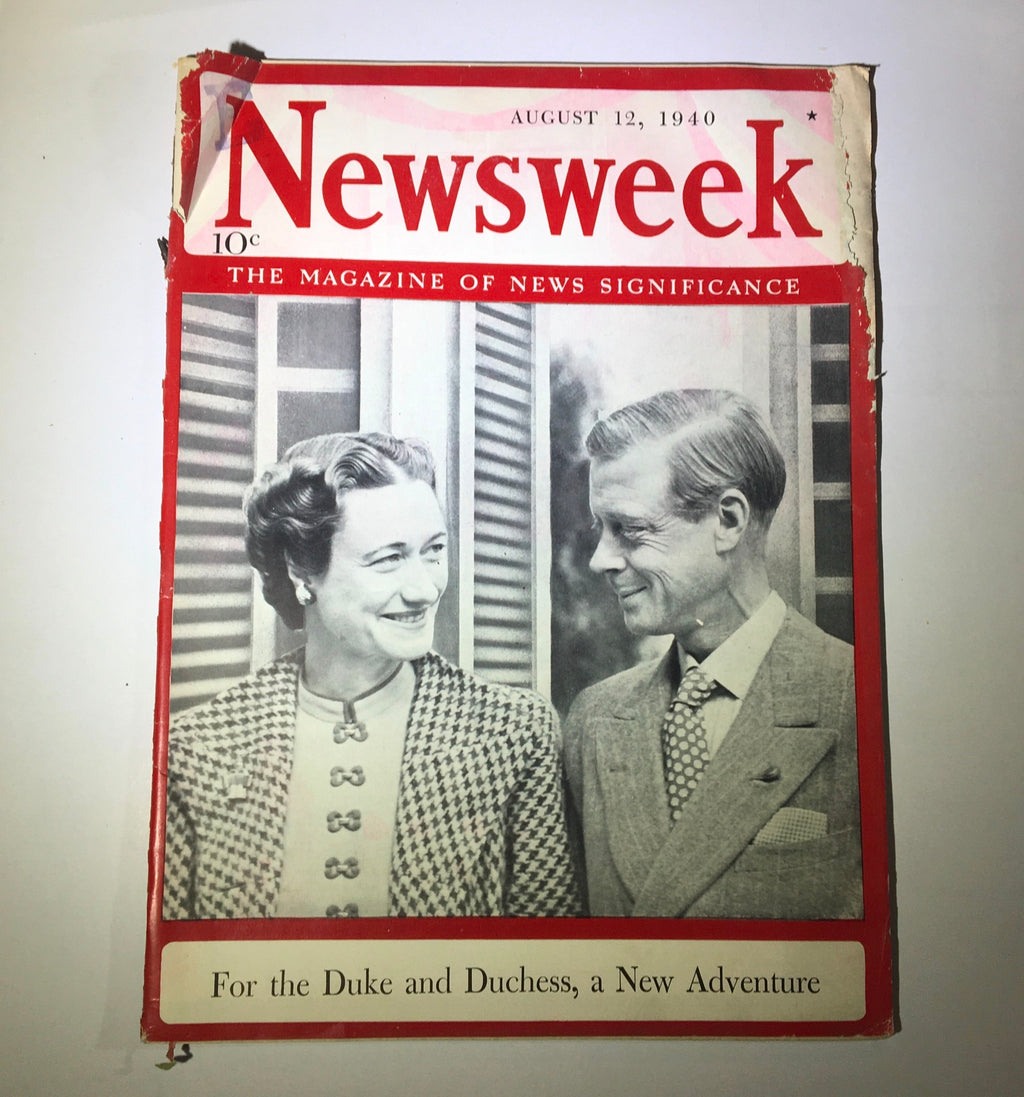 AUGUST 12, 1940
Newsweek
10c
THE MAGAZINE OF NEWS SIGNIFICANCE
For the Duke and Duchess, a New Adventure